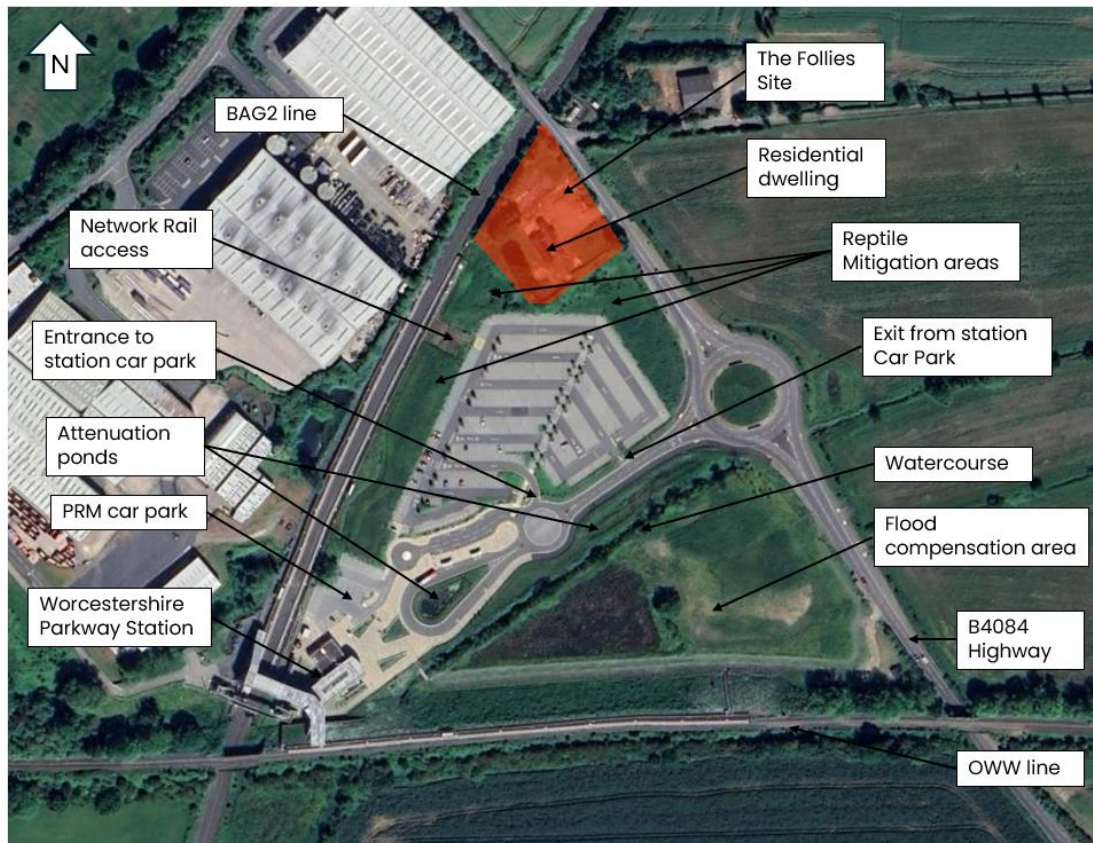 N
The Follies
Site
BAG2 line
Residential
dwelling
Network Rail
access
Reptile
Mitigation areas
Entrance to
station car park
Exit from station
Car Park
Attenuation
ponds
Watercourse
PRM car park
Flood
compensation area
Worcestershire
Parkway Station
B4084
Highway
OWW line